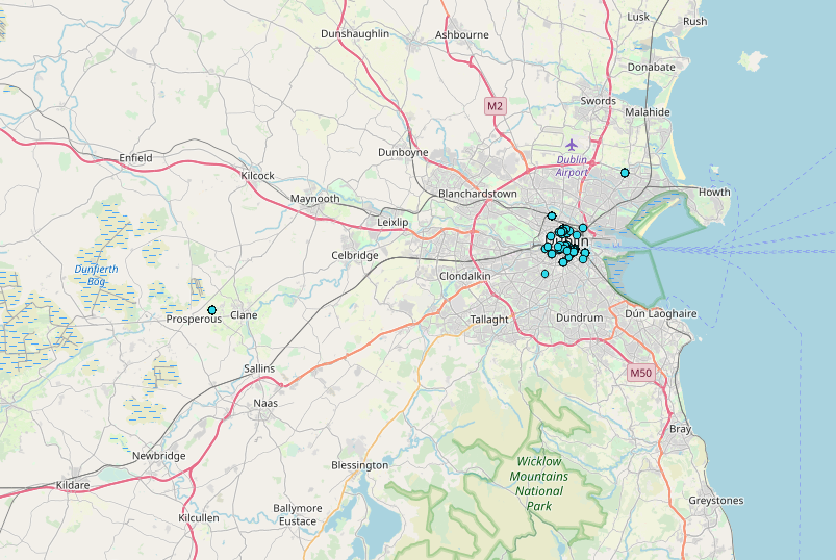 Lusk
Rush
Dunshaughlin
Ashbourne
Donabate
Swords
M2
Malahide
Dublin
Airport
Dunboyne
Enfield
Kilcock
Blanchardstown
Howth
Maynooth
Leixlip
Celbridge
Dunfierth
Bog
Clondalkin
Prosperous
Clane
Tallaght
Dundrum
Dún Laoghaire
Sallins
M50
Naas
Bray
Newbridge
Blessington
Wicklow
Mountains
National
Park
Kildare
Greystones
Ballymore
Eustace
Kilcullen